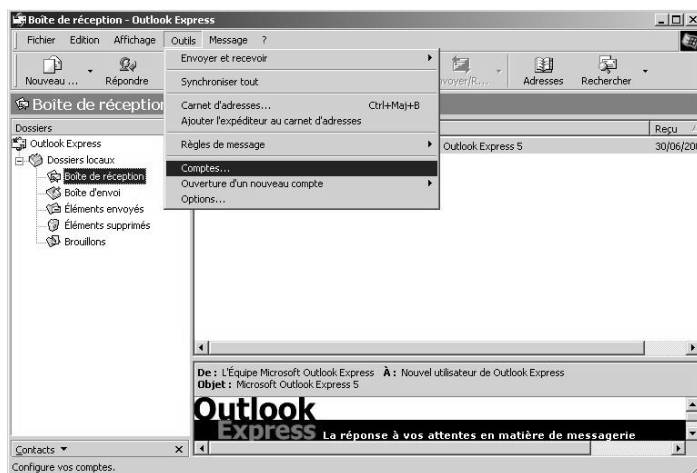 Boîte de réception - Outlook Express
Fichier Edition Affichage Outils Message ?
Nouveau ... Répondre Adresses Rechercher
Boîte de réception
Envoyer et recevoir
Synchroniser tout
Carnet d'adresses... Ctrl+Maj+B
Ajouter l'expéditeur au carnet d'adresses
Règles de message
Comptes...
Ouverture d'un nouveau compte
Options...
Dossiers
Outlook Express
Dossiers locaux
Boîte de réception
Boîte d'envoi
Éléments envoyés
Éléments supprimés
Brouillons
Reçu
Outlook Express 5 30/06/20
De : L'Équipe Microsoft Outlook Express À : Nouvel utilisateur de Outlook Express
Objet : Microsoft Outlook Express 5
Outlook
Express La réponse à vos attentes en matière de messagerie
Contacts
Configure vos comptes.